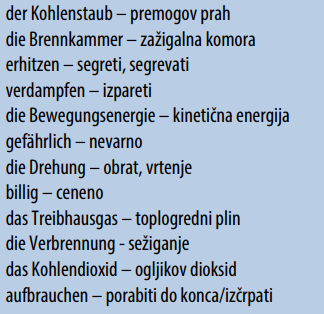 der Kohlenstaub – premogov prah
die Brennkammer – zažigalna komora
erhitzen – segreti, segrevati
verdampfen – izpareti
die Bewegungsenergie – kinetična energija
gefährlich – nevarno
die Drehung – obrat, vrtenje
billig – ceneno
das Treibhausgas – toplogredni plin
die Verbrennung - sežiganje
das Kohlendioxid – ogljikov dioksid
aufbrauchen – porabiti do konca/izčrpati